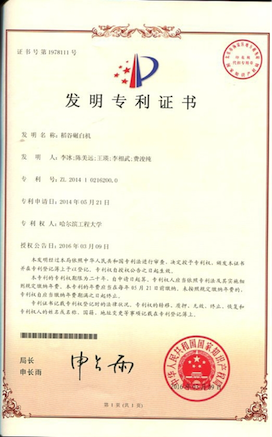 证书号第1978111号
发明专利证书
发 明 名 称：稻谷碾白机
发 明 人：李冰;陈美远;王瑛;李相武;费浚纯
专 利 号：ZL 2014 1 0216200.0
专利申请日：2014年05月21日
专 利 权 人：哈尔滨工程大学
授权公告日：2016年03月09日
本发明经过本局依照中华人民共和国专利法进行审查，决定授予专利权，颁发本证书
并在专利登记簿上予以登记。专利权自授权公告之日起生效。
本专利的专利权期限为二十年，自申请日起算。专利权人应当依照专利法及其实施细
则规定缴纳年费。本专利的年费应当在每年05月21日前缴纳。未按照规定缴纳年费的，
专利权自应当缴纳年费期满之日起终止。
专利证书记载专利权登记时的法律状况。专利权的转移、质押、无效、终止、恢复和
专利权人的姓名或名称、国籍、地址变更等事项记载在专利登记簿上。
局长
申长雨
申长雨
中华人民共和国国家知识产权局
第 1 页 (共 1 页)